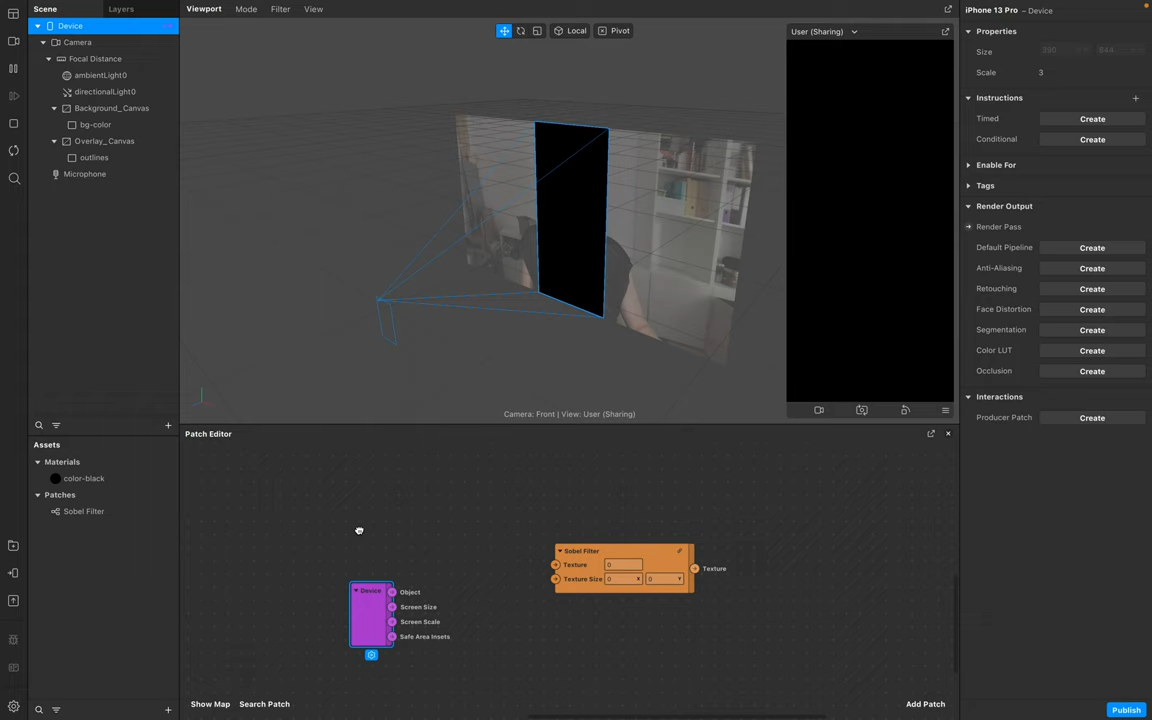 Scene Layers
Device
Camera
Focal Distance
ambientLight0
directionalLight0
Background_Canvas
bg-color
Overlay_Canvas
outlines
Microphone
Assets
Materials
color-black
Patches
Sobel Filter
Viewport Mode Filter View
Local Pivot
User (Sharing)
Camera: Front | View: User (Sharing)
Patch Editor
Device
Object
Screen Size
Screen Scale
Safe Area Insets
Sobel Filter
Texture 0 Texture
Texture Size 0 X 0 Y
Show Map Search Patch Add Patch
iPhone 13 Pro – Device
Properties
Size 390 844
Scale 3
Instructions
Timed Create
Conditional Create
Enable For
Tags
Render Output
Render Pass
Default Pipeline Create
Anti-Aliasing Create
Retouching Create
Face Distortion Create
Segmentation Create
Color LUT Create
Occlusion Create
Interactions
Producer Patch Create
Publish